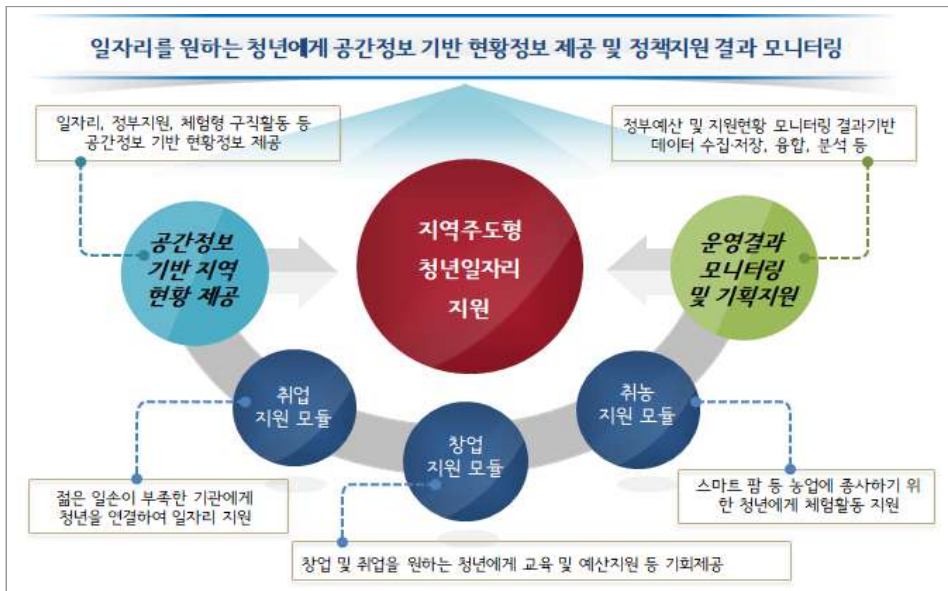 일자리를 원하는 청년에게 공간정보 기반 현황정보 제공 및 정책지원 결과 모니터링
일자리, 정부지원, 체험형 구직활동 등
공간정보 기반 현황정보 제공
정부예산 및 지원현황 모니터링 결과기반
데이터 수집·저장, 융합, 분석 등
공간정보
기반 지역
현황 제공
지역주도형
청년일자리
지원
운영결과
모니터링
및 기획지원
취업
지원 모듈
창업
지원 모듈
취농
지원 모듈
젊은 일손이 부족한 기관에게
청년을 연결하여 일자리 지원
스마트 팜 등 농업에 종사하기 위
한 청년에게 체험활동 지원
창업 및 취업을 원하는 청년에게 교육 및 예산지원 등 기회제공